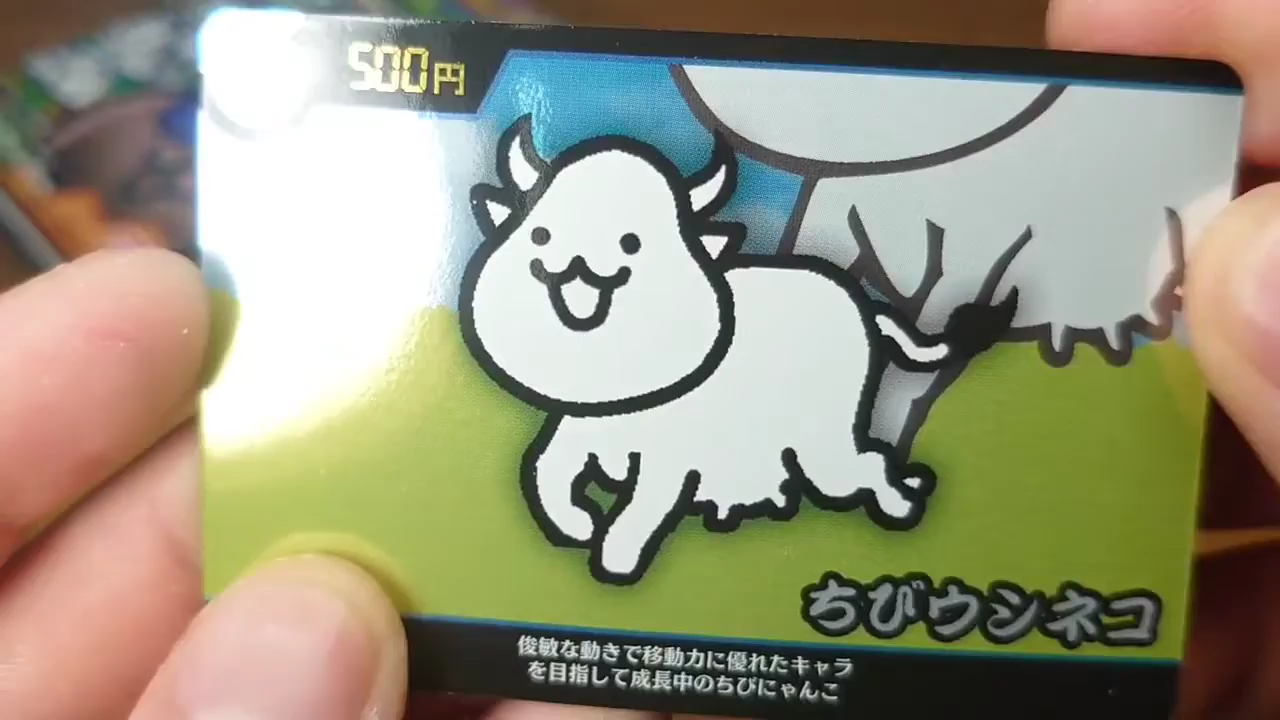 500円
ちびウシネコ
俊敏な動きで移動力に優れたキャラ
を目指して成長中のちびにゃんこ